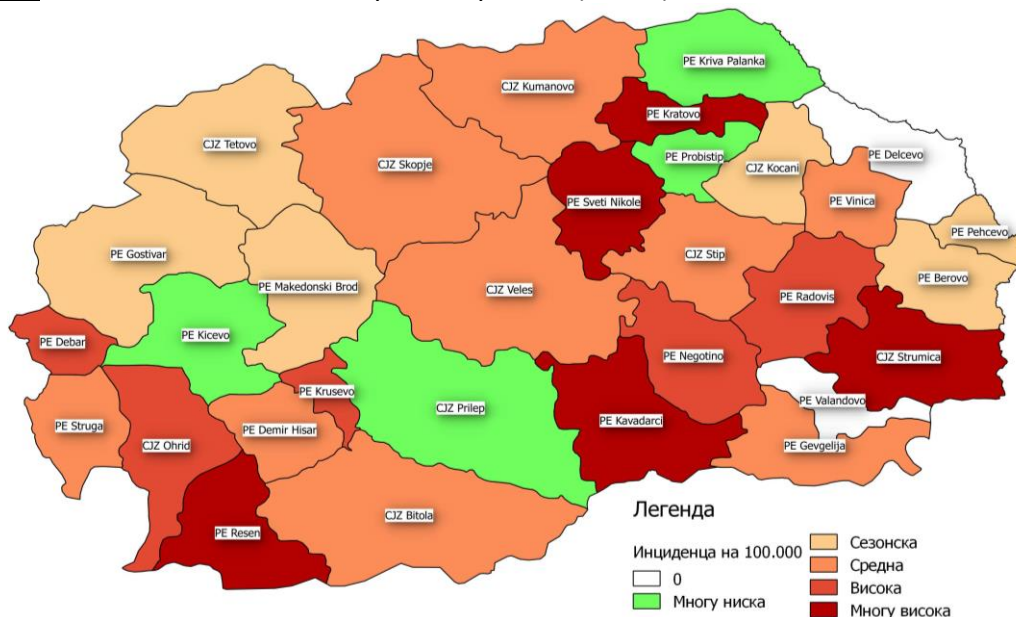 PE Kriva Palanka
CJZ Kumanovo
PE Kratovo
CJZ Tetovo
CJZ Skopje
PE Probistip
PE Delcevo
CJZ Kocani
PE Sveti Nikole
PE Vinica
PE Pehcevo
PE Gostivar
CJZ Stip
PE Berovo
PE Makedonski Brod
CJZ Veles
PE Radovis
PE Kicevo
PE Debar
PE Negotino
CJZ Strumica
PE Krusevo
PE Valandovo
CJZ Prilep
PE Kavadarci
PE Struga
PE Demir Hisar
CJZ Ohrid
PE Gevgelija
CJZ Bitola
PE Resen
Легенда
Инциденца на 100.000
0
Многу ниска
Сезонска
Средна
Висока
Многу висока